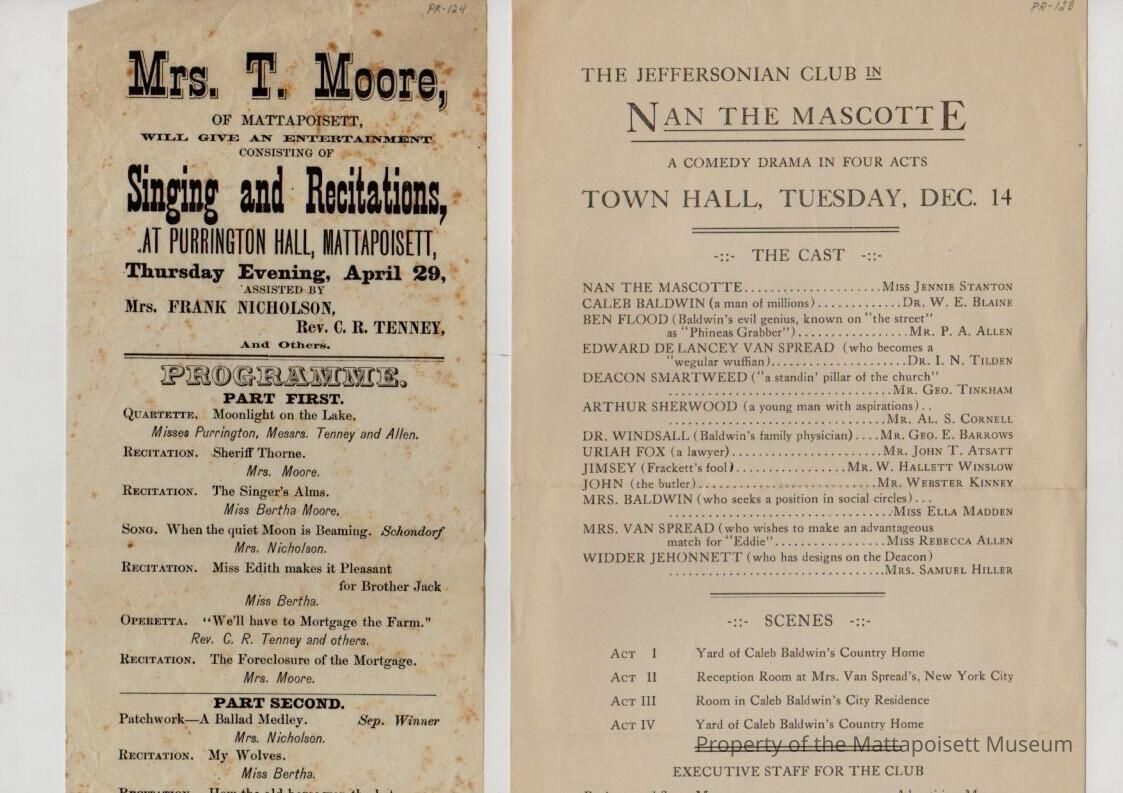 PR-124
Mrs. T. Moore,
OF MATTAPOISETT,
WILL GIVE AN ENTERTAINMENT
CONSISTING OF
Singing and Recitations,
AT PURRINGTON HALL, MATTAPOISETT,
Thursday Evening, April 29,
ASSISTED BY
Mrs. FRANK NICHOLSON,
Rev. C. R. TENNEY,
And Others.
PROGRAMME.
PART FIRST.
QUARTETTE. Moonlight on the Lake.
Misses Purrington, Messrs. Tenney and Allen.
RECITATION. Sheriff Thorne.
Mrs. Moore.
RECITATION. The Singer's Alms.
Miss Bertha Moore.
SONG. When the quiet Moon is Beaming. Schondorf
Mrs. Nicholson.
RECITATION. Miss Edith makes it Pleasant
for Brother Jack
Miss Bertha.
OPERETTA. "We'll have to Mortgage the Farm."
Rev. C. R. Tenney and others.
RECITATION. The Foreclosure of the Mortgage.
Mrs. Moore.
PART SECOND.
Patchwork—A Ballad Medley. Sep. Winner
Mrs. Nicholson.
RECITATION. My Wolves.
Miss Bertha.
PR-128
THE JEFFERSONIAN CLUB IN
NAN THE MASCOTTE
A COMEDY DRAMA IN FOUR ACTS
TOWN HALL, TUESDAY, DEC. 14
-::- THE CAST -::-
NAN THE MASCOTTE....................MISS JENNIE STANTON
CALEB BALDWIN (a man of millions)............DR. W. E. BLAINE
BEN FLOOD (Baldwin's evil genius, known on "the street"
as "Phineas Grabber")................MR. P. A. ALLEN
EDWARD DE LANCEY VAN SPREAD (who becomes a
"wegular wuffian)....................DR. I. N. TILDEN
DEACON SMARTWEED ("a standin' pillar of the church"
................................MR. GEO. TINKHAM
ARTHUR SHERWOOD (a young man with aspirations)..
...............................MR. AL. S. CORNELL
DR. WINDSALL (Baldwin's family physician)....MR. GEO. E. BARROWS
URIAH FOX (a lawyer)......................MR. JOHN T. ATSATT
JIMSEY (Frackett's fool)................MR. W. HALLETT WINSLOW
JOHN (the butler)..........................MR. WEBSTER KINNEY
MRS. BALDWIN (who seeks a position in social circles)...
................................MISS ELLA MADDEN
MRS. VAN SPREAD (who wishes to make an advantageous
match for "Eddie"................MISS REBECCA ALLEN
WIDDER JEHONNETT (who has designs on the Deacon)
...............................MRS. SAMUEL HILLER
-::- SCENES -::-
ACT I Yard of Caleb Baldwin's Country Home
ACT II Reception Room at Mrs. Van Spread's, New York City
ACT III Room in Caleb Baldwin's City Residence
ACT IV Yard of Caleb Baldwin's Country Home
Property of the Mattapoisett Museum
EXECUTIVE STAFF FOR THE CLUB